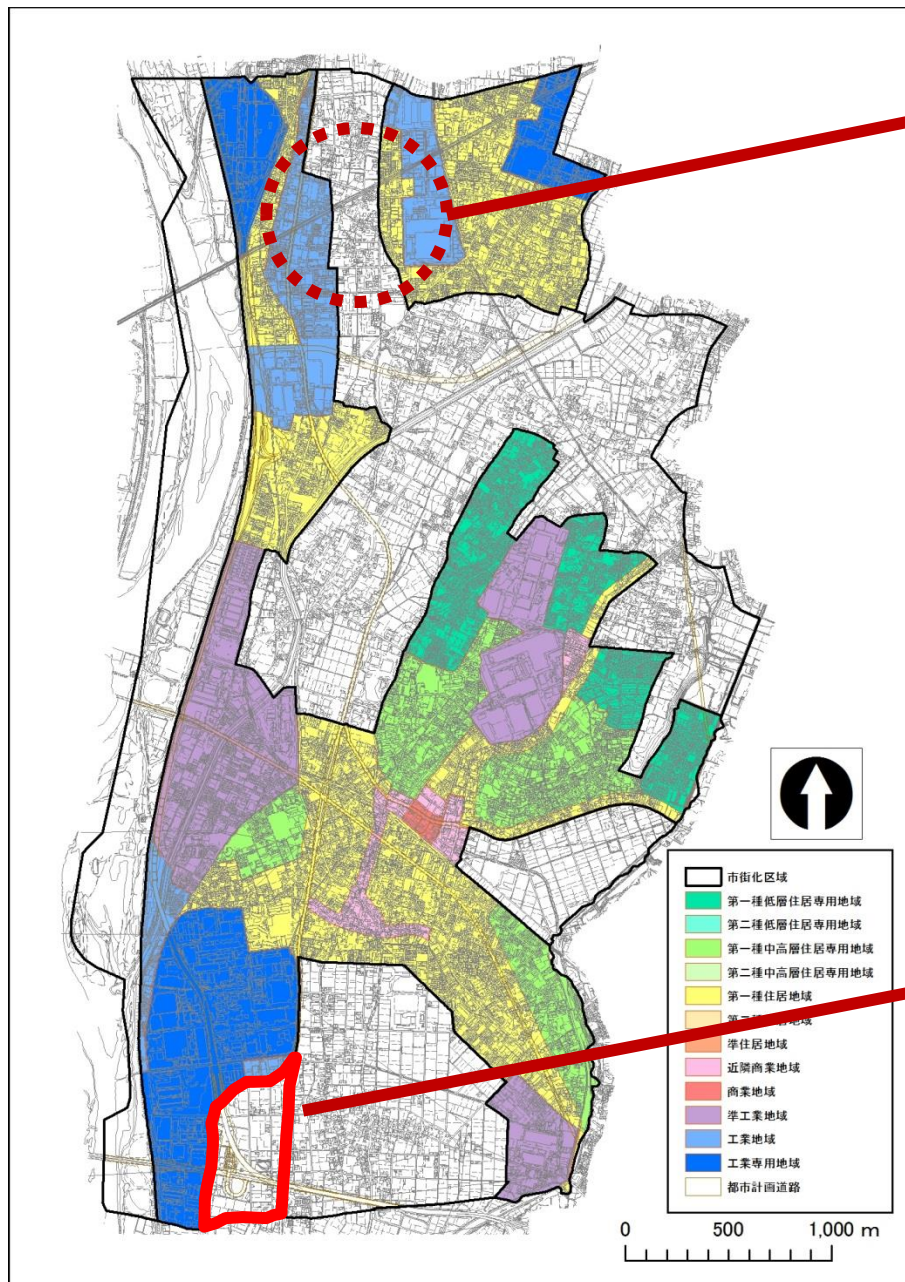 市街化区域
第一種低層住居専用地域
第二種低層住居専用地域
第一種中高層住居専用地域
第二種中高層住居専用地域
第一種住居地域
第二 地域
準住居地域
近隣商業地域
商業地域
準工業地域
工業地域
工業専用地域
都市計画道路
0 500 1,000 m